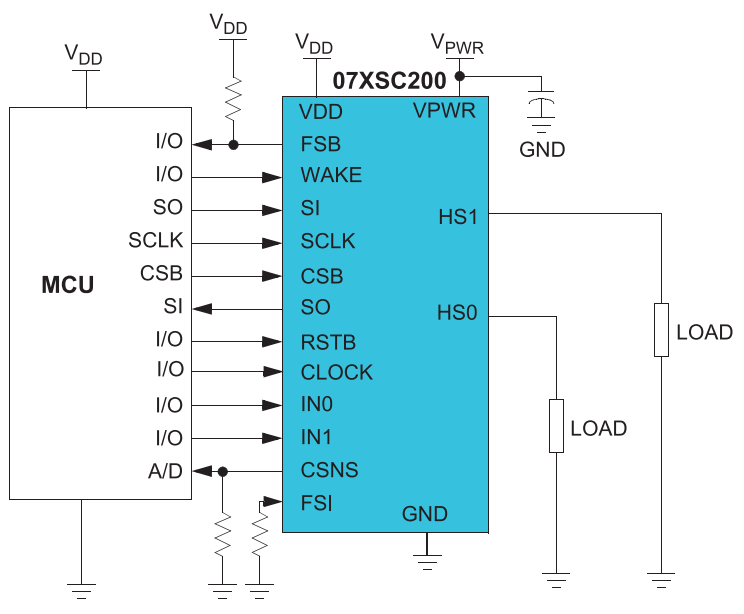 VDD
VDD
VDD
VPWR
07XSC200
VDD
VPWR
GND
I/O
FSB
I/O
WAKE
SO
SI
HS1
SCLK
SCLK
CSB
CSB
MCU
SI
SO
HS0
LOAD
I/O
RSTB
I/O
CLOCK
I/O
IN0
I/O
IN1
LOAD
A/D
CSNS
FSI
GND